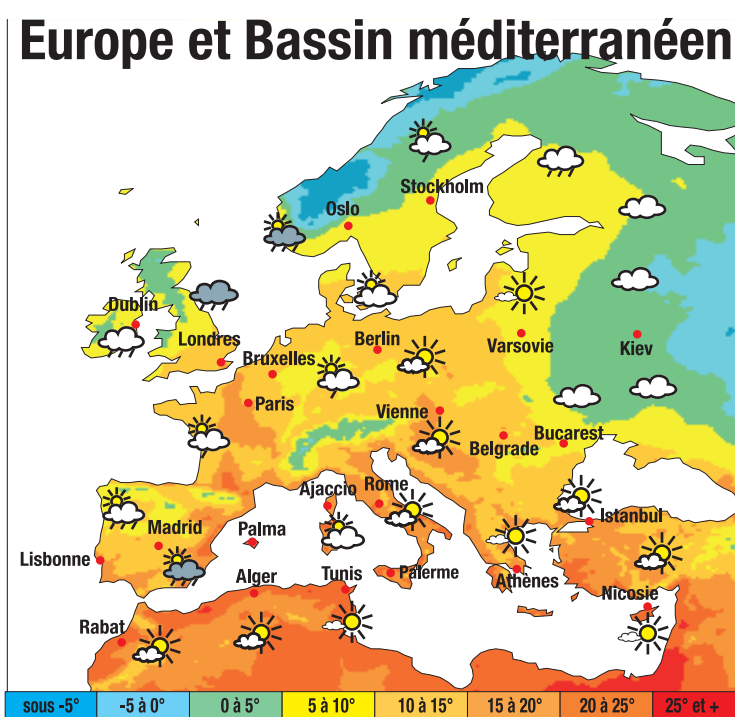 Europe et Bassin méditerranéen
Stockholm
Oslo
Dublin
Londres
Berlin
Varsovie
Kiev
Bruxelles
Paris
Vienne
Belgrade
Bucarest
Ajaccio
Rome
Madrid
Palma
Istanbul
Lisbonne
Alger
Tunis
Palerme
Athènes
Nicosie
Rabat
sous -5° -5 à 0° 0 à 5° 5 à 10° 10 à 15° 15 à 20° 20 à 25° 25° et +